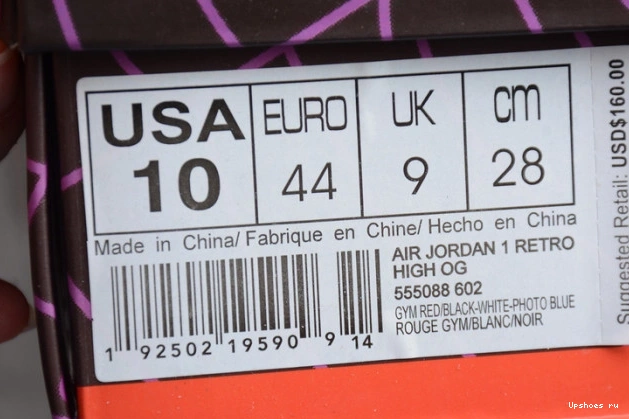 USA EURO UK cm
10 44 9 28
Made in China/ Fabrique en Chine/ Hecho en China
AIR JORDAN 1 RETRO
HIGH OG
555088 602
GYM RED/BLACK-WHITE-PHOTO BLUE
ROUGE GYM/BLANC/NOIR
1 92502 19590 9 14
Suggested Retail: USD$160.00
Upshoes ru